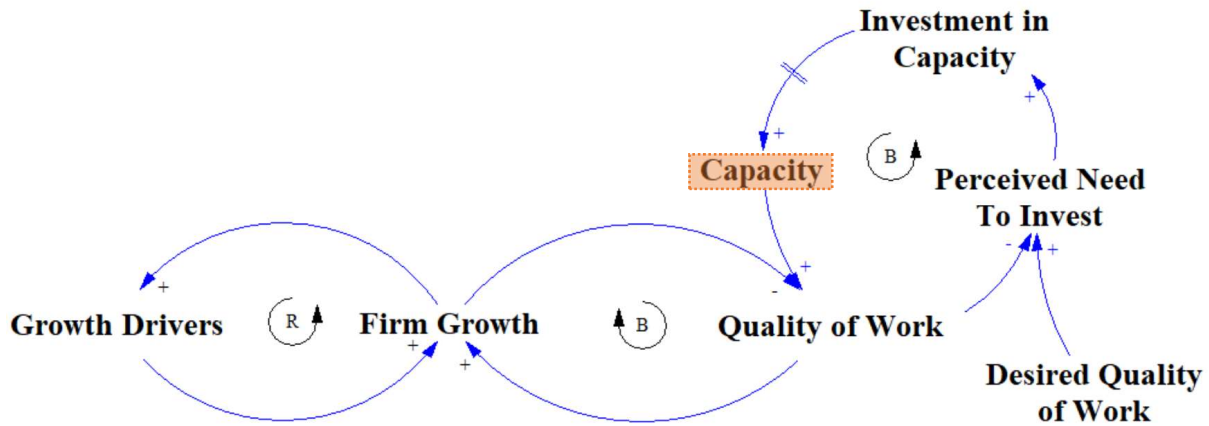 Investment in
Capacity
+
+
Capacity
B
Perceived Need
To Invest
-
+
+
-
+
Growth Drivers
R
Firm Growth
B
Quality of Work
+
+
Desired Quality
of Work